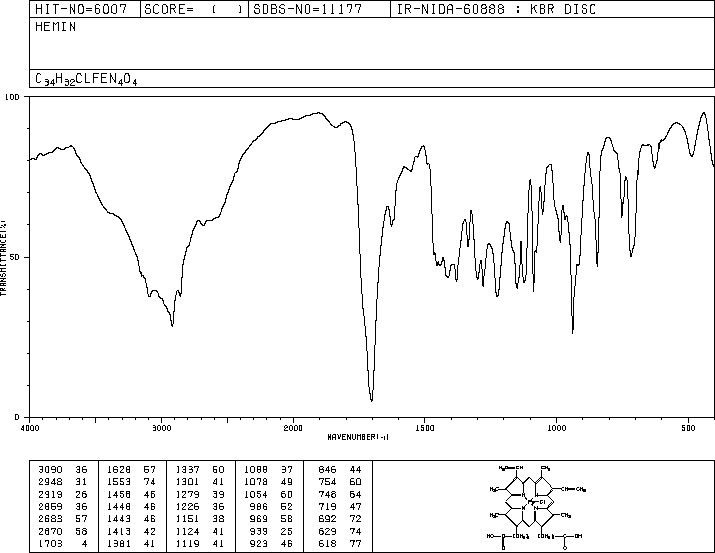 HIT-NO=6007 SCORE= ( ) SDBS-NO=11177 IR-NIDA-60888 : KBR DISC
HEMIN
C34H32CLFEN4O4
100
50
0
TRANSMITTANCE(%)
4000 3000 2000 1500 1000 500
WAVENUMBER(-1)
3090 36 1628 57 1337 50 1088 37 846 44
2948 31 1553 74 1301 41 1078 49 754 60
2919 26 1458 46 1279 39 1054 60 746 64
2859 36 1448 46 1226 36 986 52 719 47
2683 57 1443 46 1151 38 969 58 692 72
2670 58 1413 42 1124 41 939 25 629 74
1703 4 1381 41 1119 41 923 46 618 77